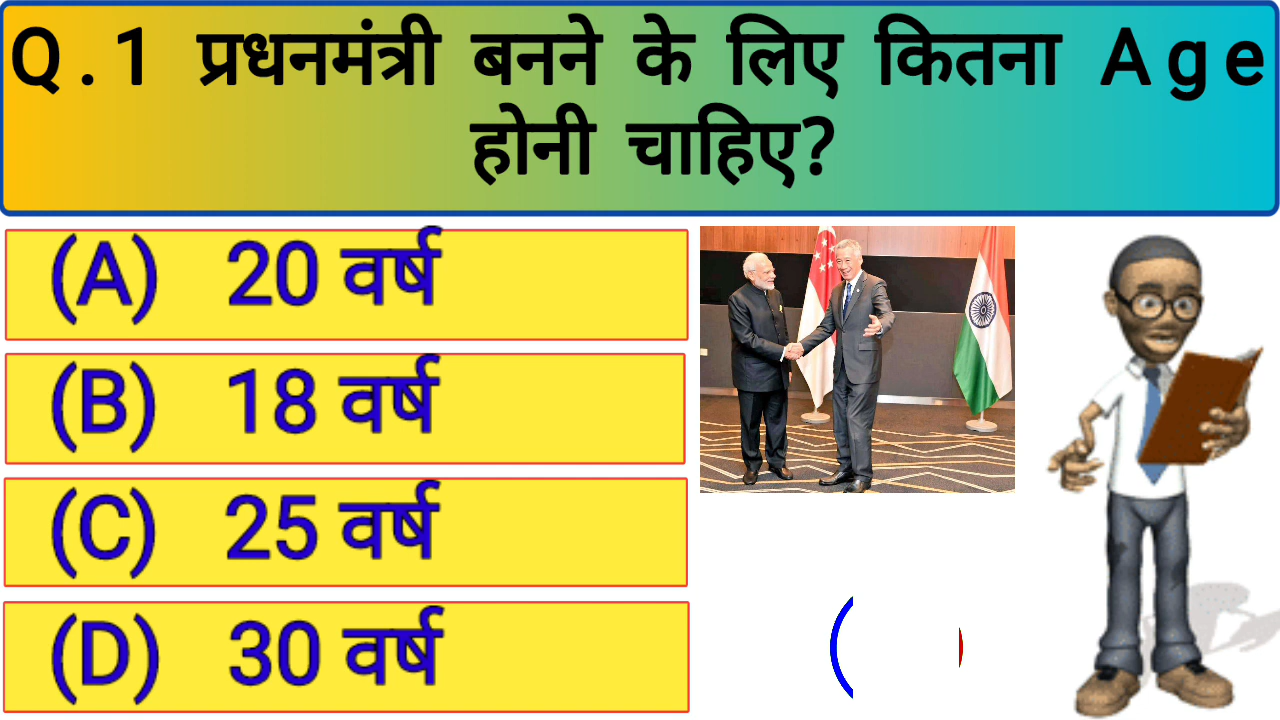 Q.1 प्रधनमंत्री बनने के लिए कितना Age
होनी चाहिए?
(A) 20 वर्ष
(B) 18 वर्ष
(C) 25 वर्ष
(D) 30 वर्ष